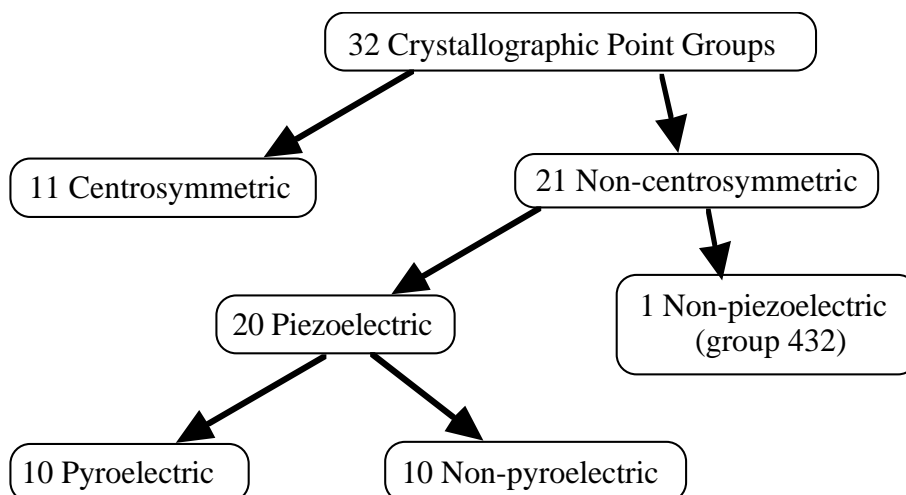 32 Crystallographic Point Groups
11 Centrosymmetric
21 Non-centrosymmetric
20 Piezoelectric
1 Non-piezoelectric
(group 432)
10 Pyroelectric
10 Non-pyroelectric